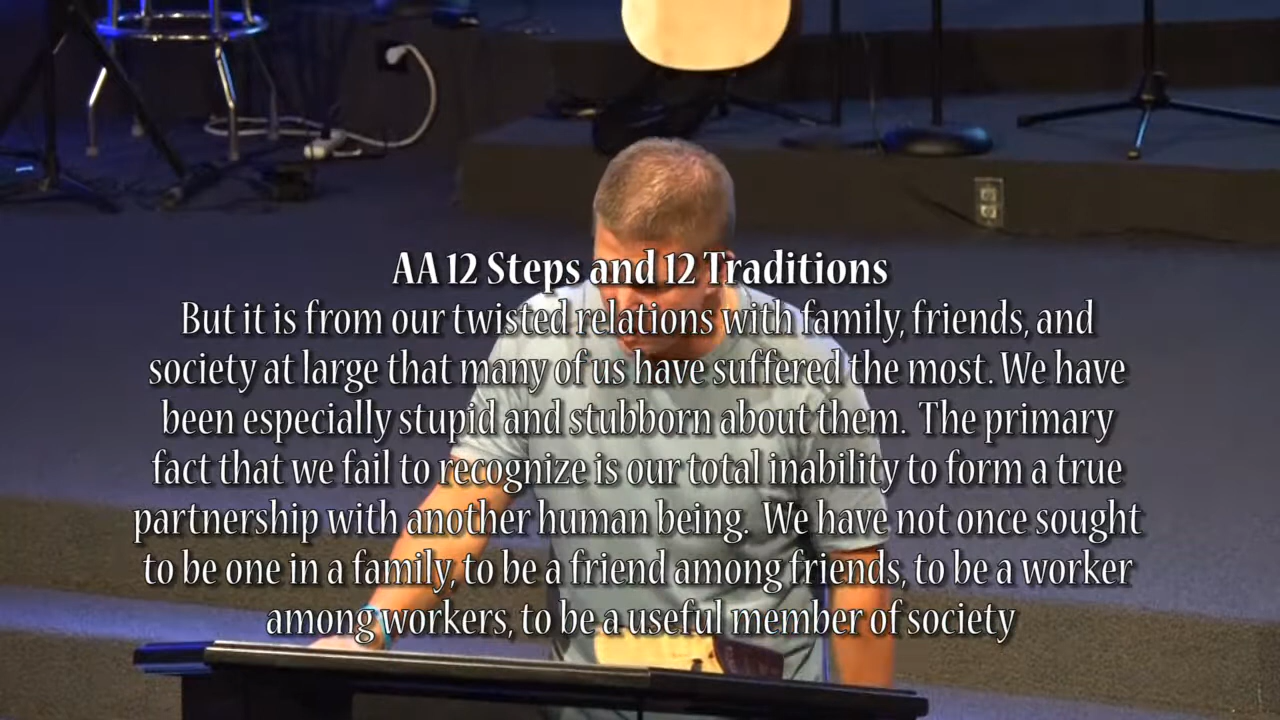 AA 12 Steps and 12 Traditions
But it is from our twisted relations with family, friends, and
society at large that many of us have suffered the most. We have
been especially stupid and stubborn about them.  The primary
fact that we fail to recognize is our total inability to form a true
partnership with another human being.  We have not once sought
to be one in a family, to be a friend among friends, to be a worker
among workers, to be a useful member of society